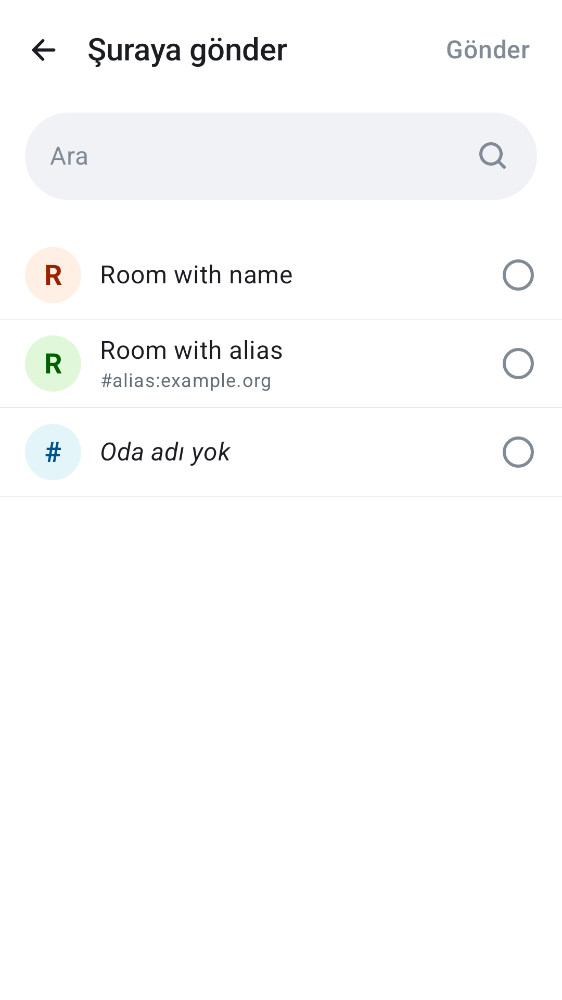 Şuraya gönder
Gönder
Ara
R
Room with name
R
Room with alias
#alias:example.org
#
Oda adı yok